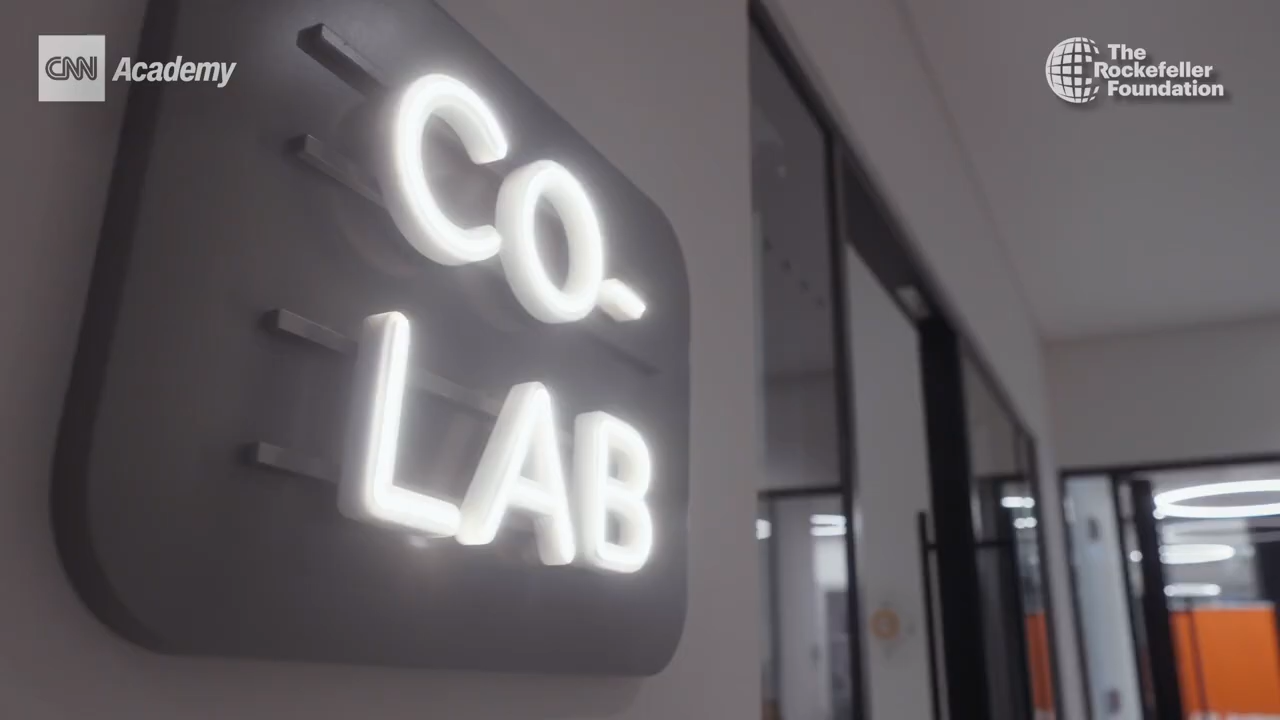 CNN Academy
The
Rockefeller
Foundation
CO.
LAB